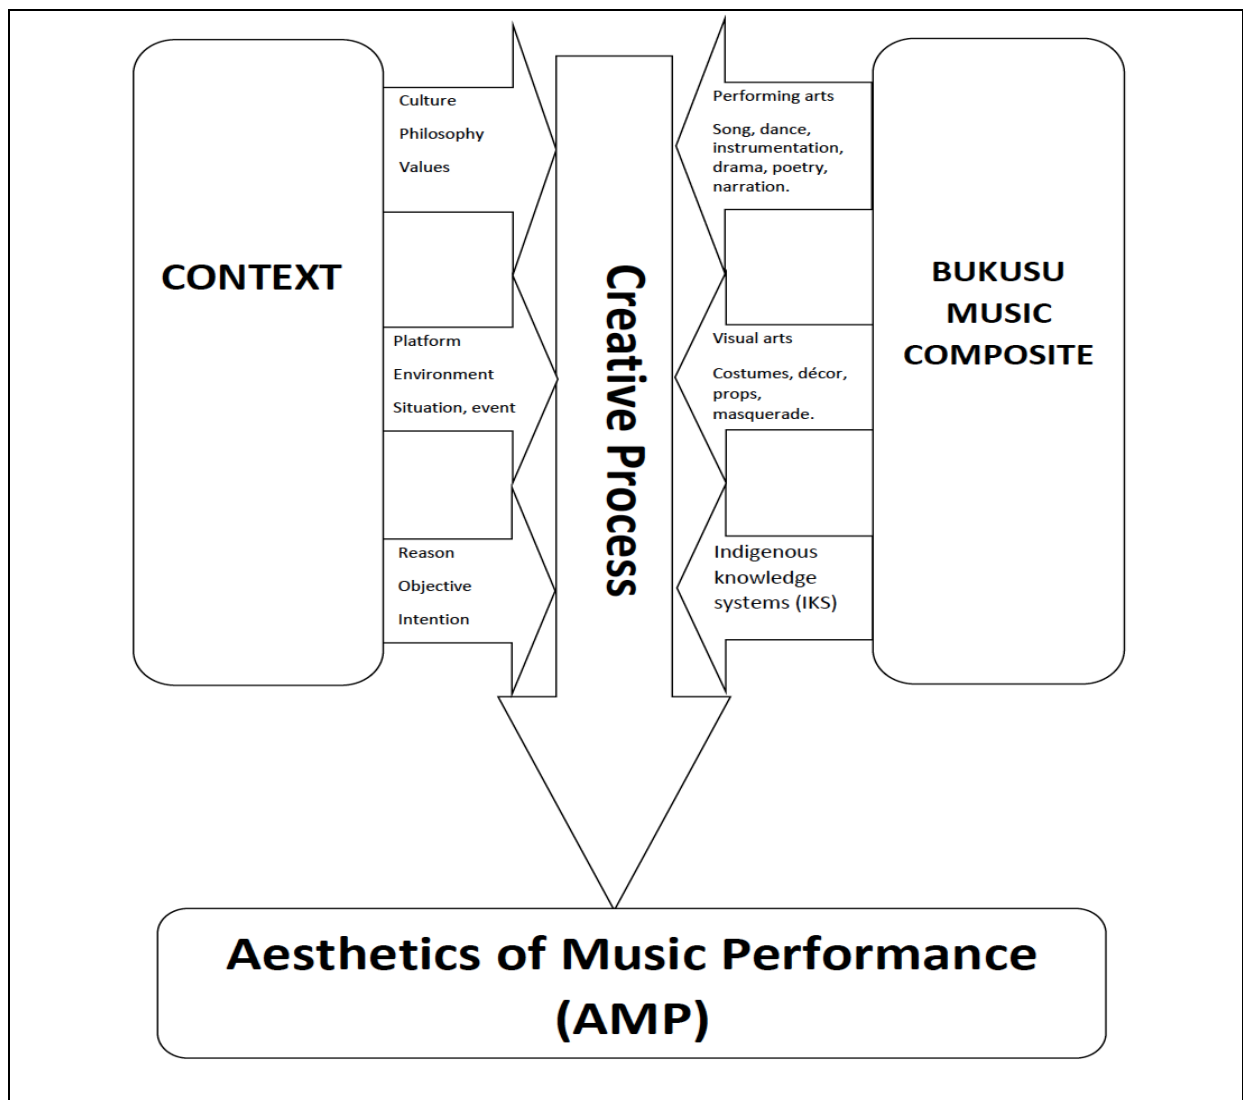 CONTEXT
Culture
Philosophy
Values
Platform
Environment
Situation, event
Reason
Objective
Intention
Creative Process
Performing arts
Song, dance,
instrumentation,
drama, poetry,
narration.
Visual arts
Costumes, décor,
props,
masquerade.
Indigenous
knowledge
systems (IKS)
BUKUSU
MUSIC
COMPOSITE
Aesthetics of Music Performance
(AMP)